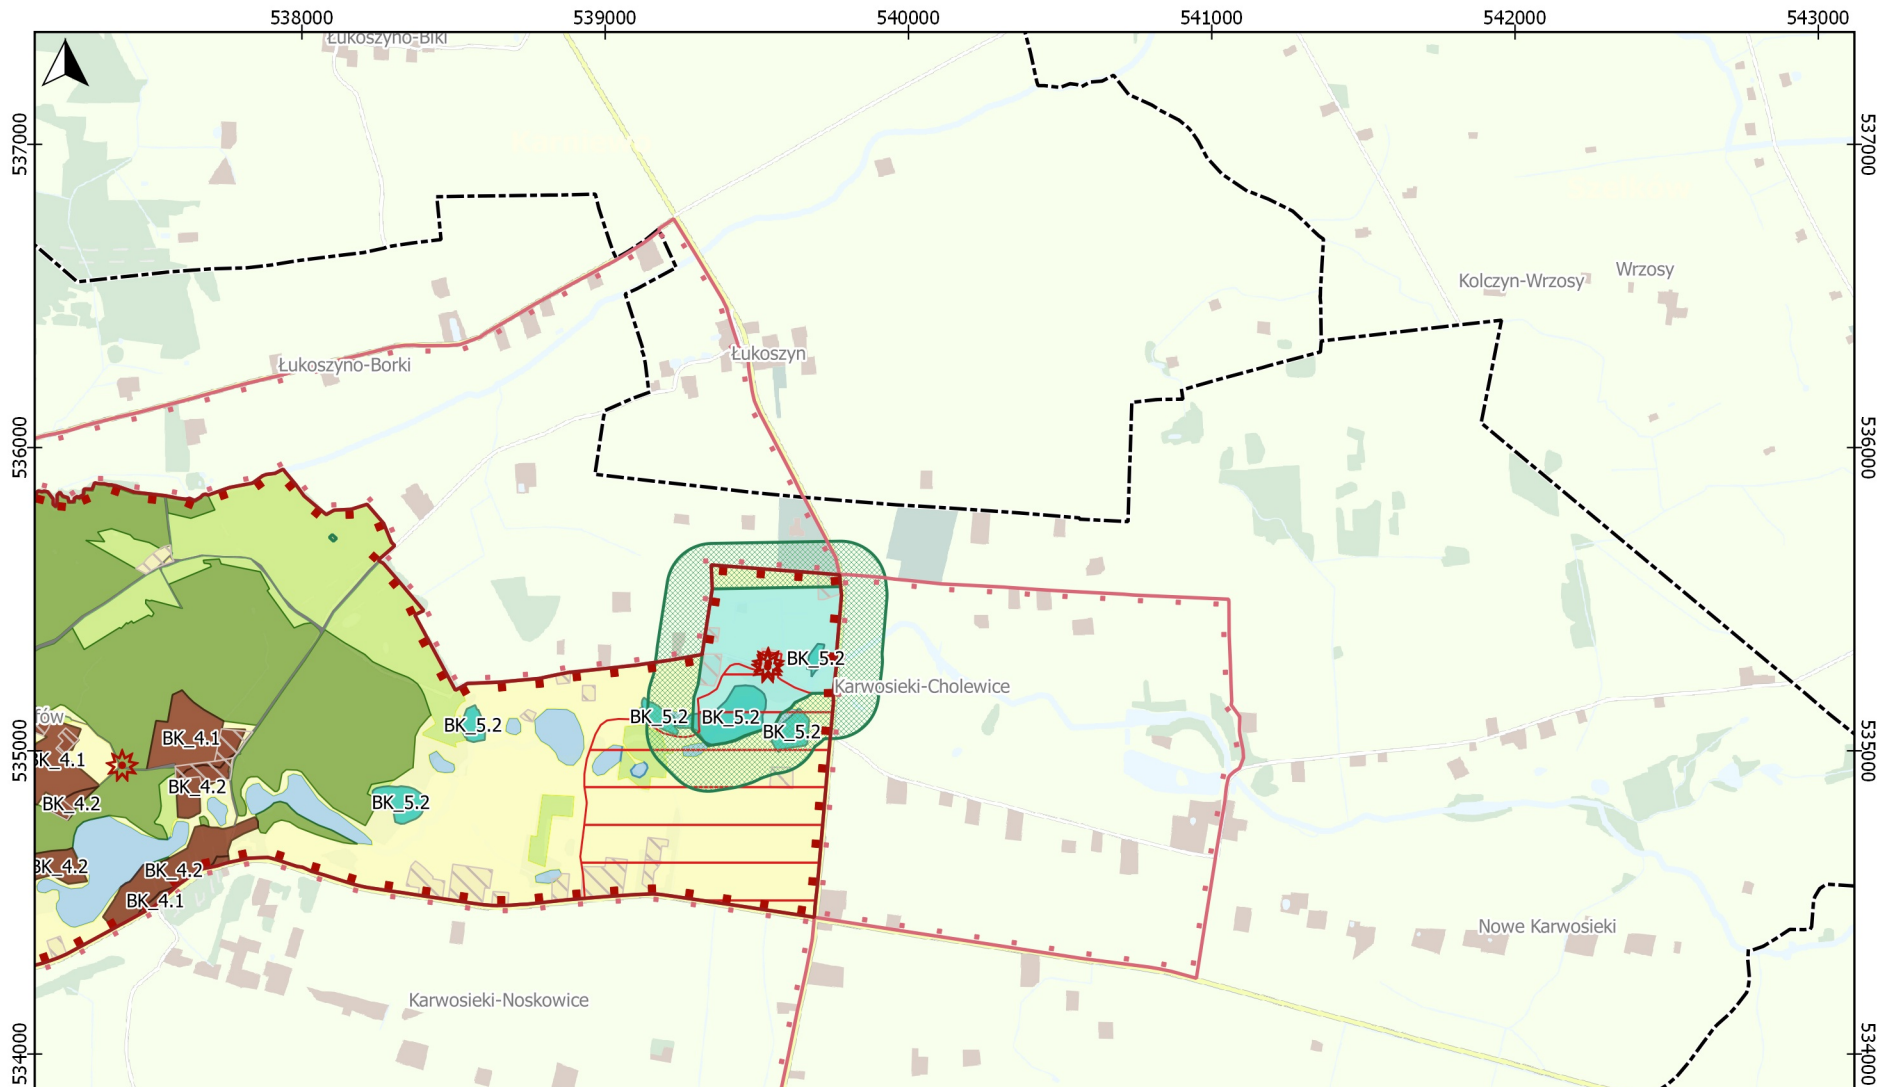 538000 539000 540000 541000 542000 543000
Łukoszyno-Biki
537000 537000
Kolczyn-Wrzosy Wrzosy
Łukoszyno-Borki Łukoszyn
536000 536000
BK_5.2
Karwosieki-Cholewice
fów BK_5.2 BK_5.2 BK_5.2
BK_5.2
BK_4.1
BK_4.1
535000 535000
BK_4.2
BK_4.2 BK_5.2
BK_4.2 BK_4.2
BK_4.1
Nowe Karwosieki
Karwosieki-Noskowice
534000 534000